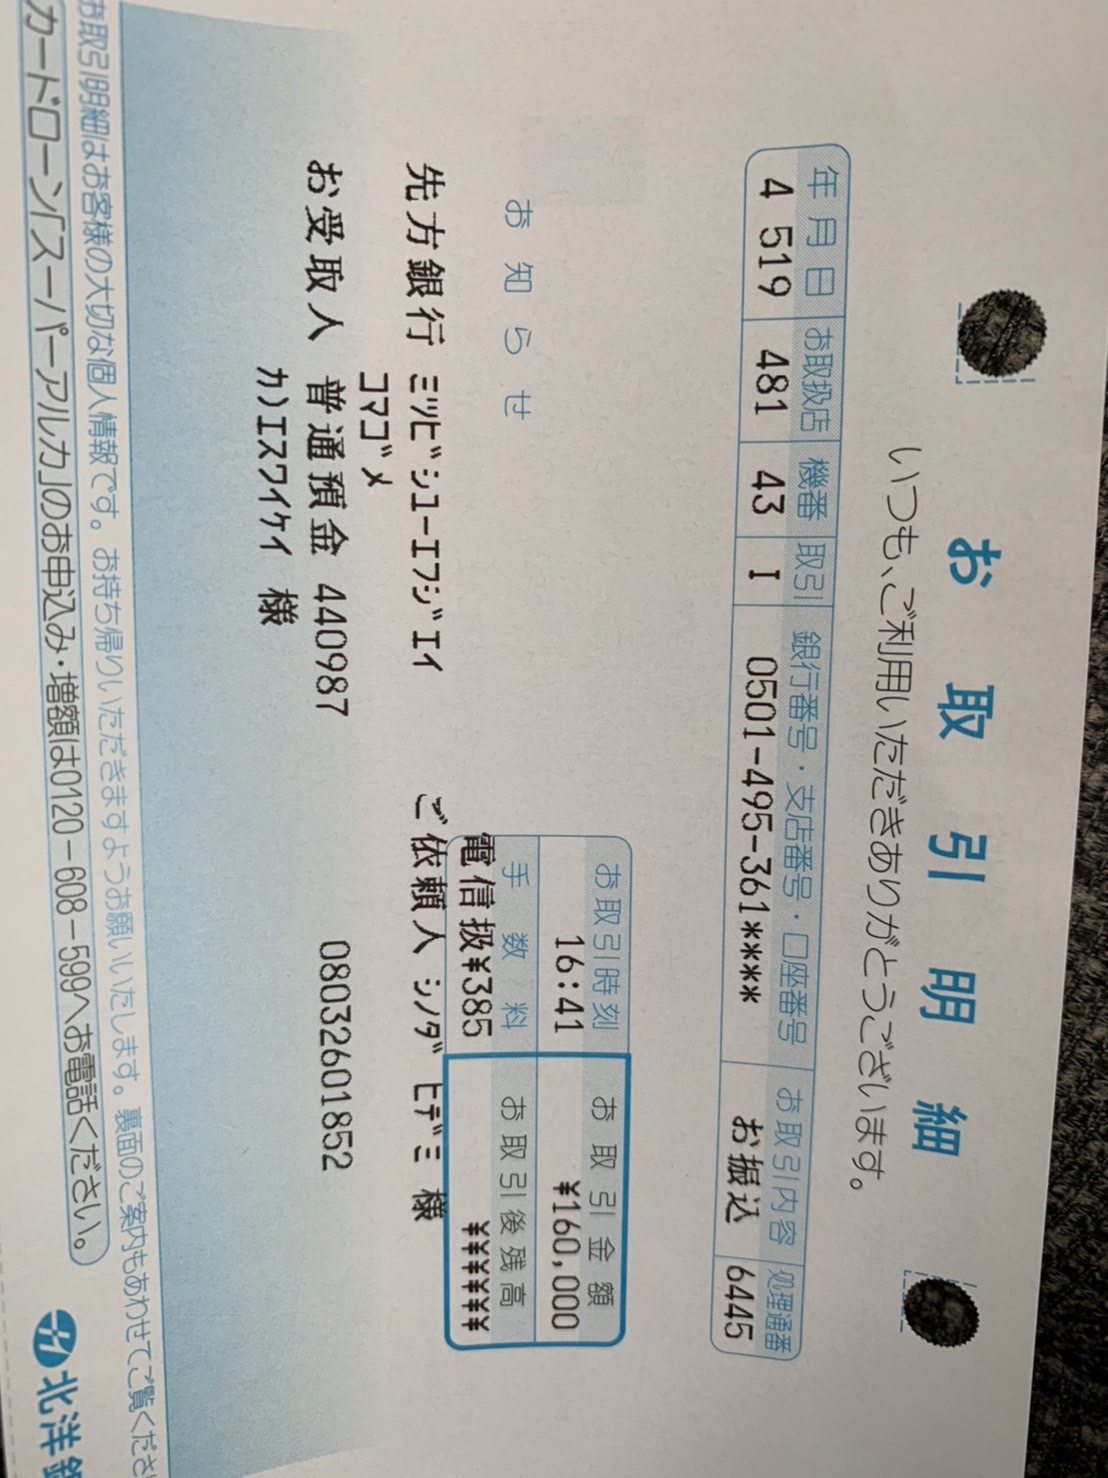 お取引明細
いつも、ご利用いただきありがとうございます。
年月日 お取扱店 機番 取引 銀行番号・支店番号・口座番号 お取引内容 処理通番
4 519 481 43 I 0501-495-361**** お振込 6445
お取引時刻 お取引金額
16:41 ¥160,000
お知らせ 手数料 お取引後残高
電信扱¥385 ¥¥¥¥¥¥¥
先方銀行 ミツビシユーエフジエイ ご依頼人 シノダ ヒデミ 様
コマゴメ
お受取人 普通預金 440987 08032601852
カ)エスワイケイ 様
お取引明細はお客様の大切な個人情報です。お持ち帰りいただきますようお願いいたします。裏面のご案内もあわせてご覧くださ
カードローン「スーパーアルカ」のお申込み・増額は0120-608-599へお電話ください。
北洋銀